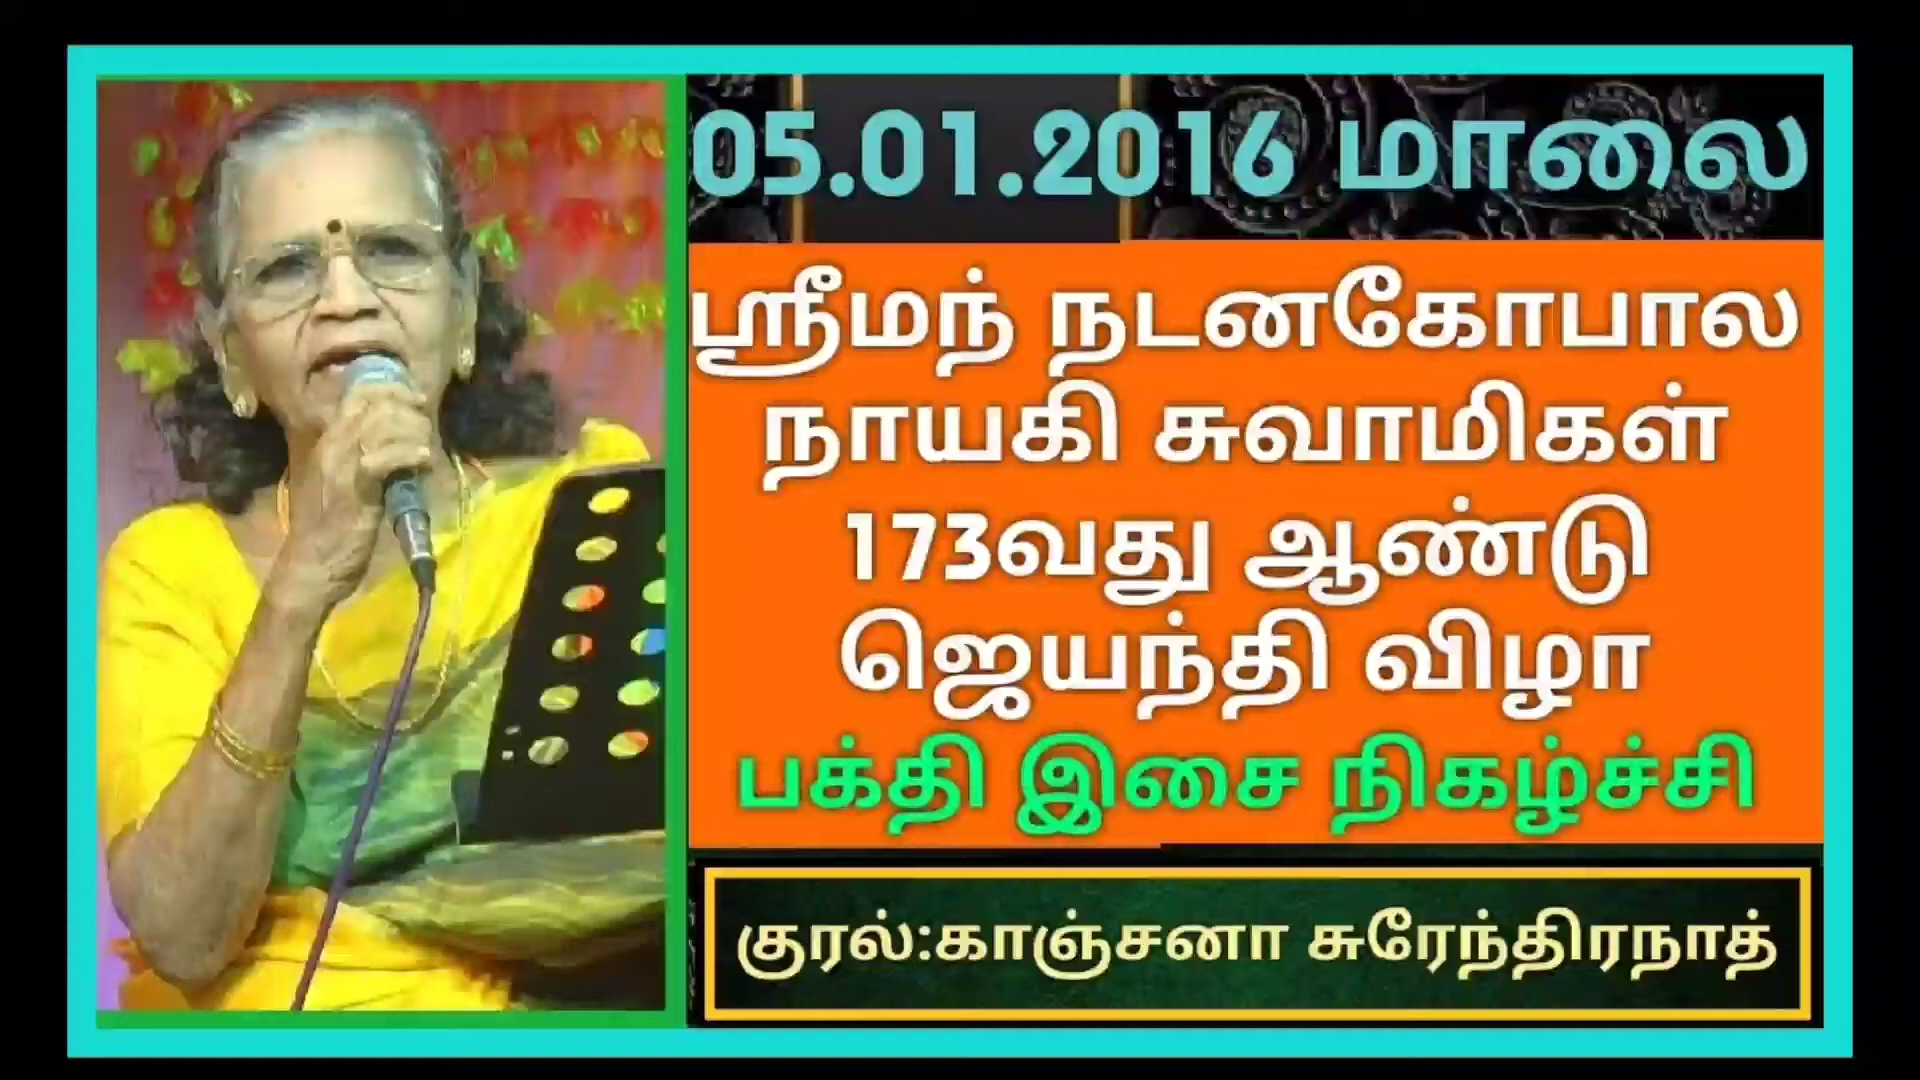 05.01.2016 மாலை
ஸ்ரீமந் நடனகோபால
நாயகி சுவாமிகள்
173வது ஆண்டு
ஜெயந்தி விழா
பக்தி இசை நிகழ்ச்சி
குரல்:காஞ்சனா சுரேந்திரநாத்